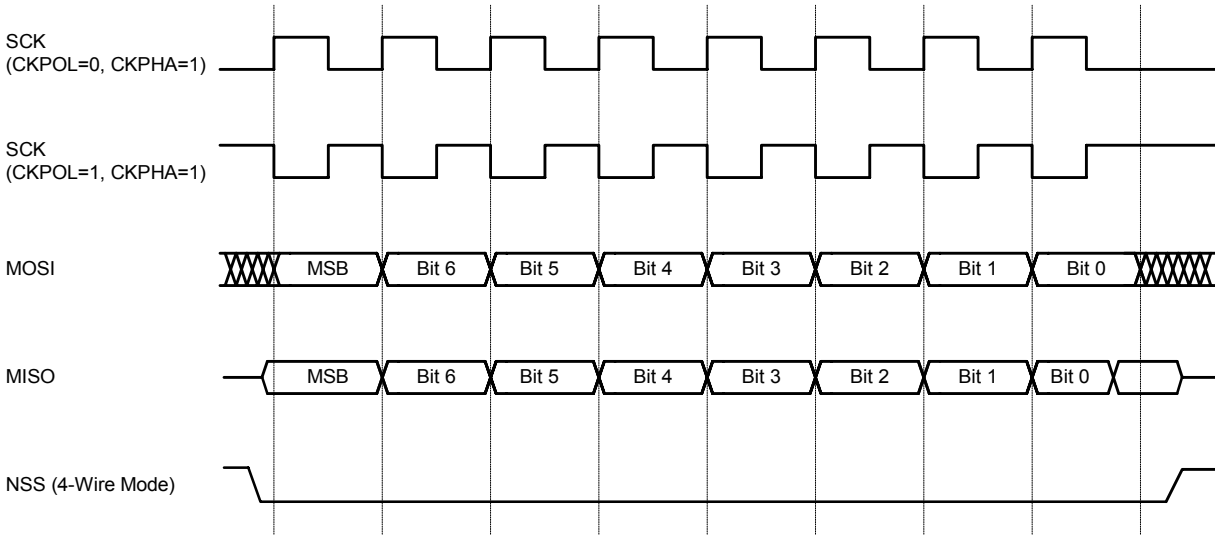 SCK
(CKPOL=0, CKPHA=1)
SCK
(CKPOL=1, CKPHA=1)
MOSI
MSB
Bit 6
Bit 5
Bit 4
Bit 3
Bit 2
Bit 1
Bit 0
MISO
MSB
Bit 6
Bit 5
Bit 4
Bit 3
Bit 2
Bit 1
Bit 0
NSS (4-Wire Mode)